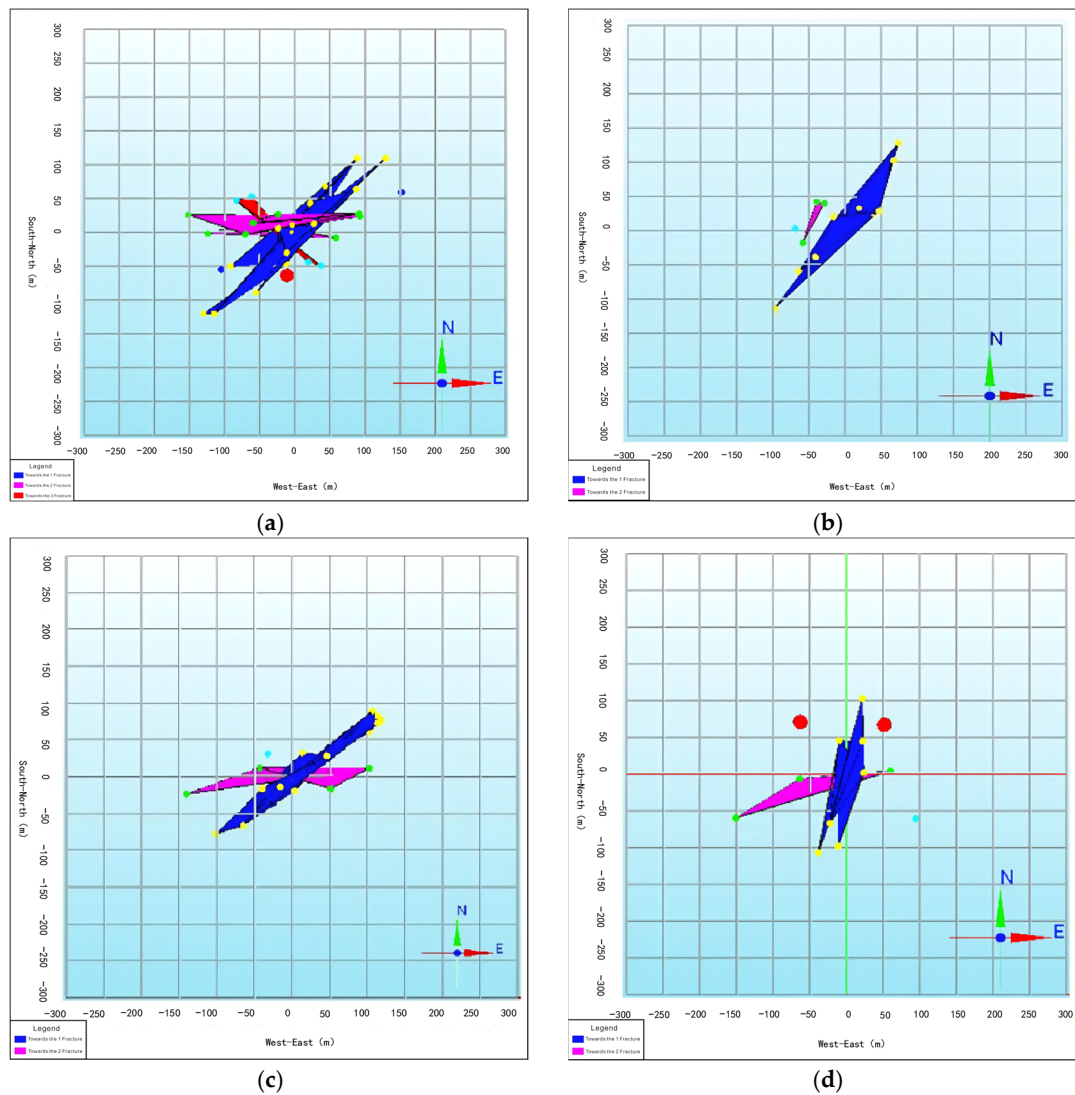 300
250
200
150
100
50
0
-50
-100
-150
-200
-250
-300
South-North (m)
N
E
-300 -250 -200 -150 -100 -50 0 50 100 150 200 250 300
West-East (m)
Legend
Towards the 1 Fracture
Towards the 2 Fracture
Towards the 3 Fracture
(a)
300
250
200
150
100
50
0
-50
-100
-150
-200
-250
-300
South-North (m)
N
E
-300 -250 -200 -150 -100 -50 0 50 100 150 200 250 300
West-East (m)
Legend
Towards the 1 Fracture
Towards the 2 Fracture
(b)
300
250
200
150
100
50
0
-50
-100
-150
-200
-250
-300
South-North (m)
N
E
-300 -250 -200 -150 -100 -50 0 50 100 150 200 250 300
West-East (m)
Legend
Towards the 1 Fracture
Towards the 2 Fracture
(c)
300
250
200
150
100
50
0
-50
-100
-150
-200
-250
-300
South-North (m)
N
E
-300 -250 -200 -150 -100 -50 0 50 100 150 200 250 300
West-East (m)
Legend
Towards the 1 Fracture
Towards the 2 Fracture
(d)